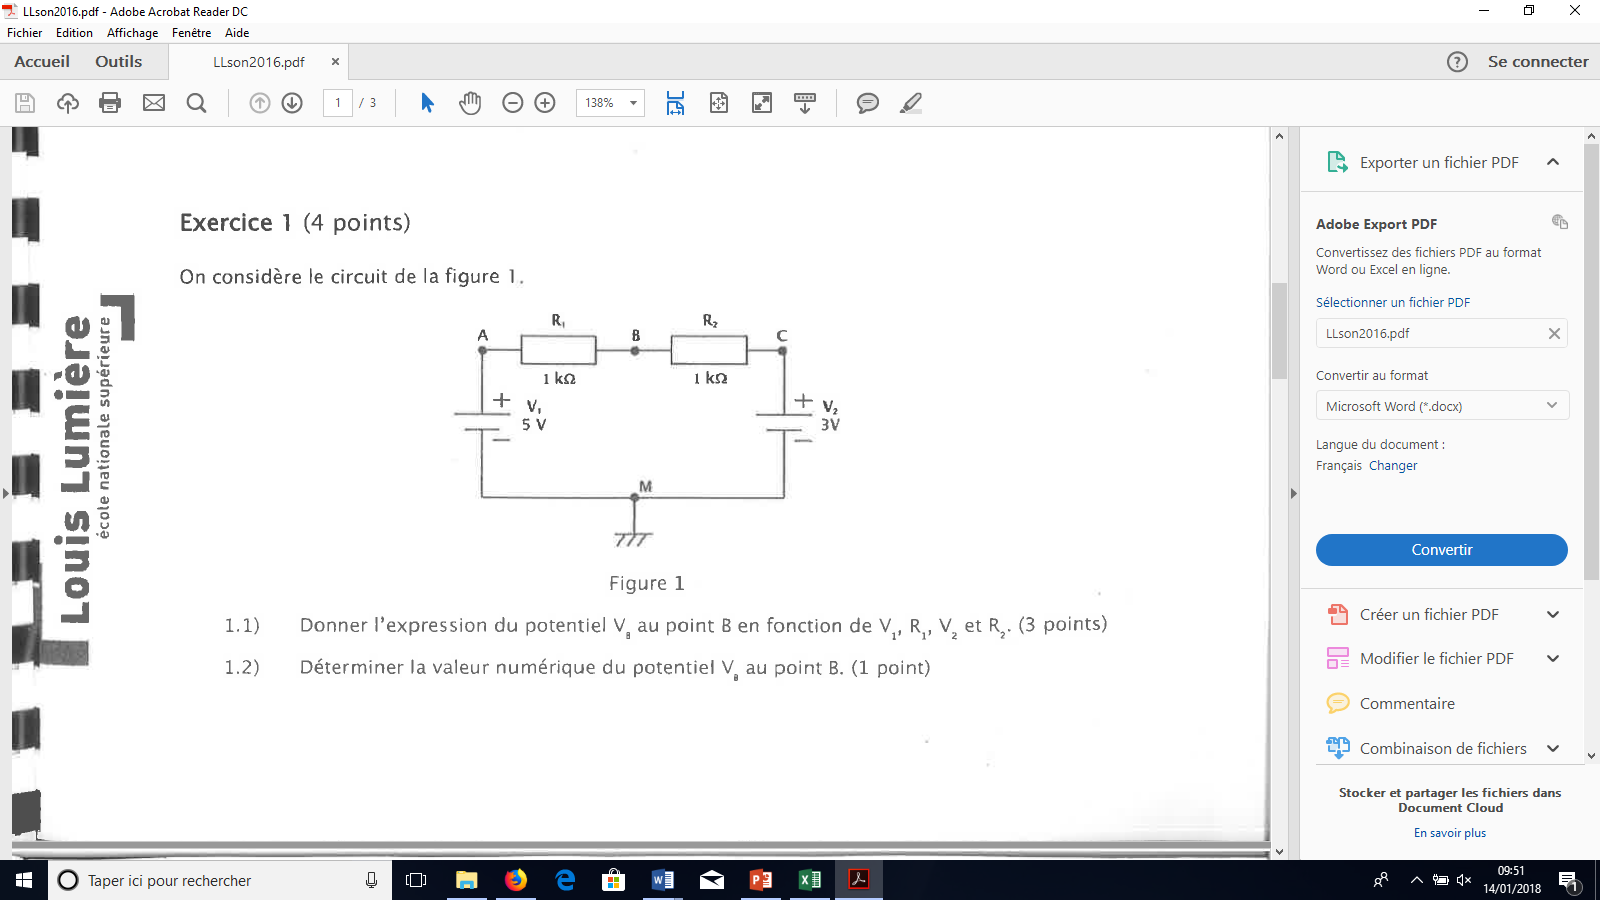 LLson2016.pdf - Adobe Acrobat Reader DC
Fichier Edition Affichage Fenêtre Aide
Accueil Outils LLson2016.pdf × ? Se connecter
1 / 3 138%
Exercice 1 (4 points)
On considère le circuit de la figure 1.
R₁ R₂
A B C
1 kΩ 1 kΩ
+ V₁ + V₂
5 V 3V
− −
M
Figure 1
1.1) Donner l'expression du potentiel V_B au point B en fonction de V₁, R₁, V₂ et R₂. (3 points)
1.2) Déterminer la valeur numérique du potentiel V_B au point B. (1 point)
Louis Lumière
école nationale supérieure
Exporter un fichier PDF
Adobe Export PDF
Convertissez des fichiers PDF au format
Word ou Excel en ligne.
Sélectionner un fichier PDF
LLson2016.pdf
Convertir au format
Microsoft Word (*.docx)
Langue du document :
Français Changer
Convertir
Créer un fichier PDF
Modifier le fichier PDF
Commentaire
Combinaison de fichiers
Stocker et partager les fichiers dans
Document Cloud
En savoir plus
Taper ici pour rechercher
09:51
14/01/2018
1